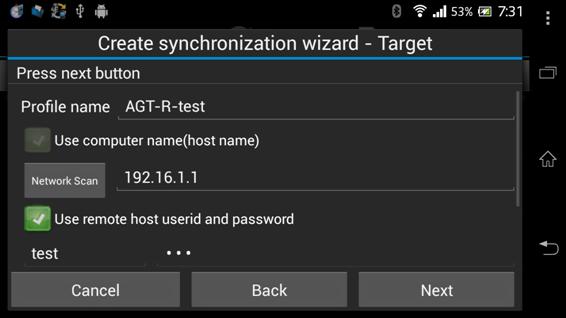 53% 7:31
Create synchronization wizard - Target
Press next button
Profile name AGT-R-test
Use computer name(host name)
Network Scan 192.16.1.1
Use remote host userid and password
test •••
Cancel Back Next